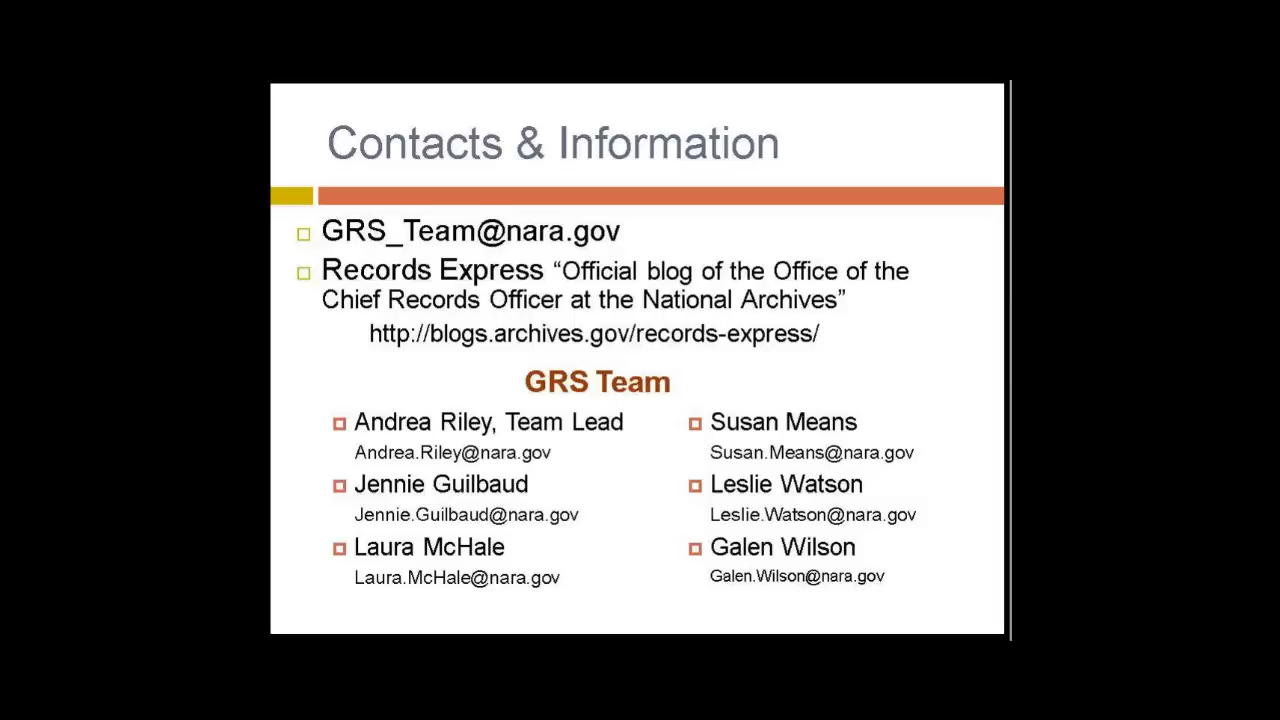 Contacts & Information
GRS_Team@nara.gov
Records Express “Official blog of the Office of the
Chief Records Officer at the National Archives”
http://blogs.archives.gov/records-express/
GRS Team
Andrea Riley, Team Lead
Andrea.Riley@nara.gov
Jennie Guilbaud
Jennie.Guilbaud@nara.gov
Laura McHale
Laura.McHale@nara.gov
Susan Means
Susan.Means@nara.gov
Leslie Watson
Leslie.Watson@nara.gov
Galen Wilson
Galen.Wilson@nara.gov